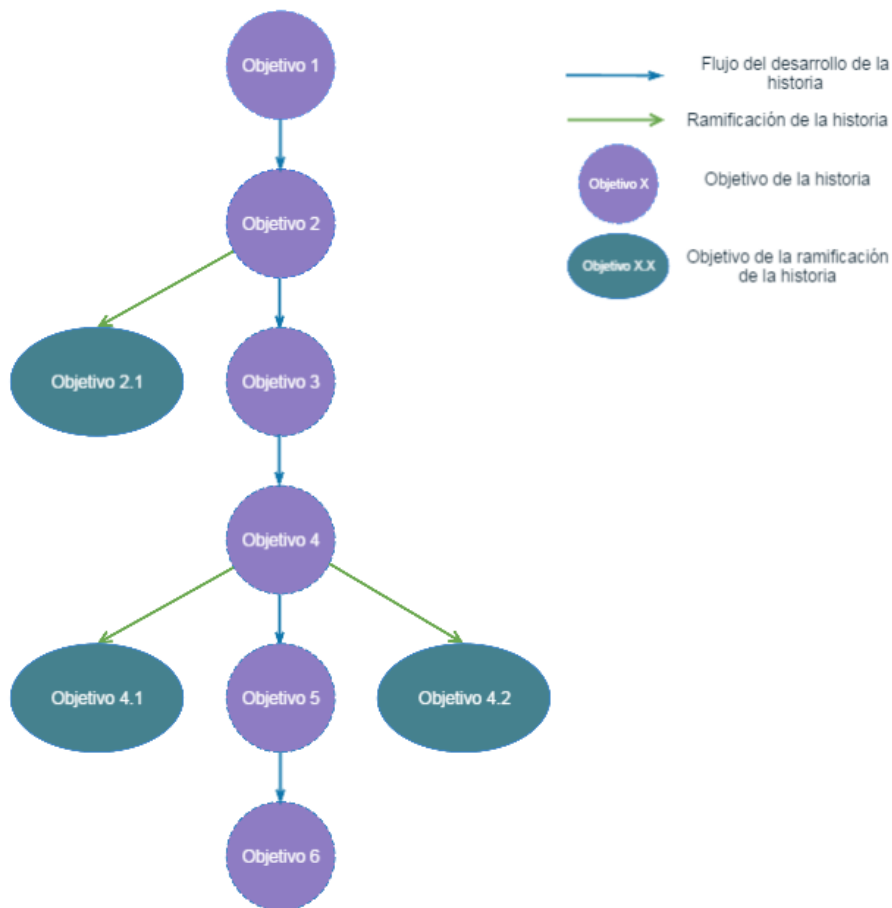 Objetivo 1
Objetivo 2
Objetivo 2.1
Objetivo 3
Objetivo 4
Objetivo 4.1
Objetivo 5
Objetivo 4.2
Objetivo 6
Flujo del desarrollo de la
historia
Ramificación de la historia
Objetivo X
Objetivo de la historia
Objetivo X.X
Objetivo de la ramificación
de la historia